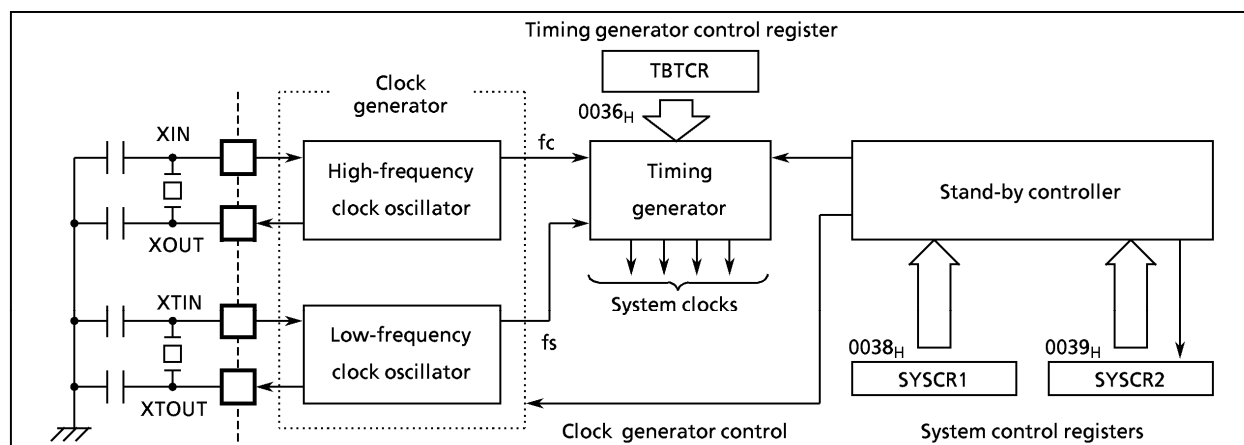 Timing generator control register
TBTCR
Clock
generator
0036H
XIN
fc
High-frequency
clock oscillator
Timing
generator
Stand-by controller
XOUT
System clocks
XTIN
Low-frequency
clock oscillator
fs
0038H
0039H
SYSCR1
SYSCR2
XTOUT
Clock generator control
System control registers